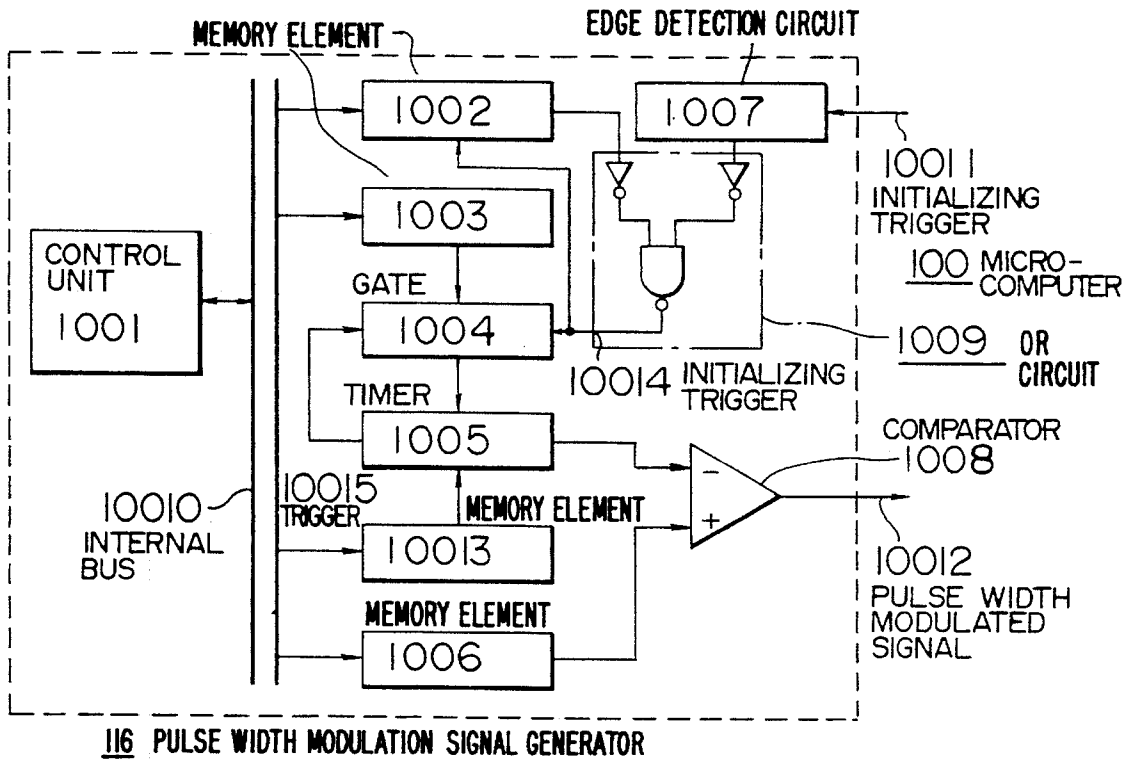 MEMORY ELEMENT
EDGE DETECTION CIRCUIT
1002
1007
10011
INITIALIZING
TRIGGER
1003
CONTROL
UNIT
1001
GATE
1004
100 MICRO-
COMPUTER
1009 OR
CIRCUIT
10014 INITIALIZING
TRIGGER
TIMER
1005
COMPARATOR
1008
10015
TRIGGER
MEMORY ELEMENT
10010
INTERNAL
BUS
10013
10012
PULSE WIDTH
MODULATED
SIGNAL
MEMORY ELEMENT
1006
-
+
116 PULSE WIDTH MODULATION SIGNAL GENERATOR